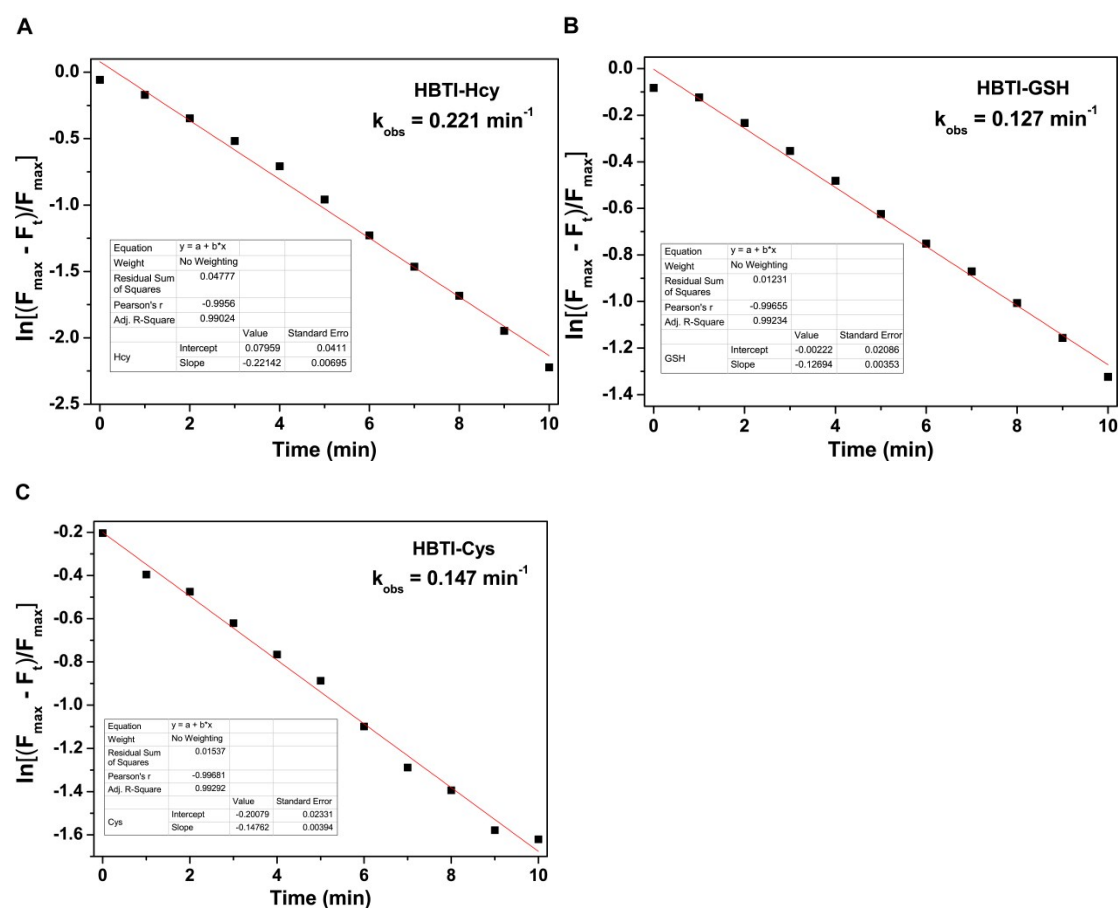 A
HBTI-Hcy
k_obs = 0.221 min⁻¹
ln[(F_max - F_t)/F_max]
0.0
-0.5
-1.0
-1.5
-2.0
-2.5
Equation y = a + b*x
Weight No Weighting
Residual Sum of Squares 0.04777
Pearson's r -0.9956
Adj. R-Square 0.99024
Value Standard Erro
Hcy Intercept 0.07959 0.0411
Slope -0.22142 0.00695
0 2 4 6 8 10
Time (min)
B
HBTI-GSH
k_obs = 0.127 min⁻¹
ln[(F_max - F_t)/F_max]
0.0
-0.2
-0.4
-0.6
-0.8
-1.0
-1.2
-1.4
Equation y = a + b*x
Weight No Weighting
Residual Sum of Squares 0.01231
Pearson's r -0.99655
Adj. R-Square 0.99234
Value Standard Error
GSH Intercept -0.00222 0.02086
Slope -0.12694 0.00353
0 2 4 6 8 10
Time (min)
C
HBTI-Cys
k_obs = 0.147 min⁻¹
ln[(F_max - F_t)/F_max]
-0.2
-0.4
-0.6
-0.8
-1.0
-1.2
-1.4
-1.6
Equation y = a + b*x
Weight No Weighting
Residual Sum of Squares 0.01537
Pearson's r -0.99681
Adj. R-Square 0.99292
Value Standard Error
Cys Intercept -0.20079 0.02331
Slope -0.14762 0.00394
0 2 4 6 8 10
Time (min)